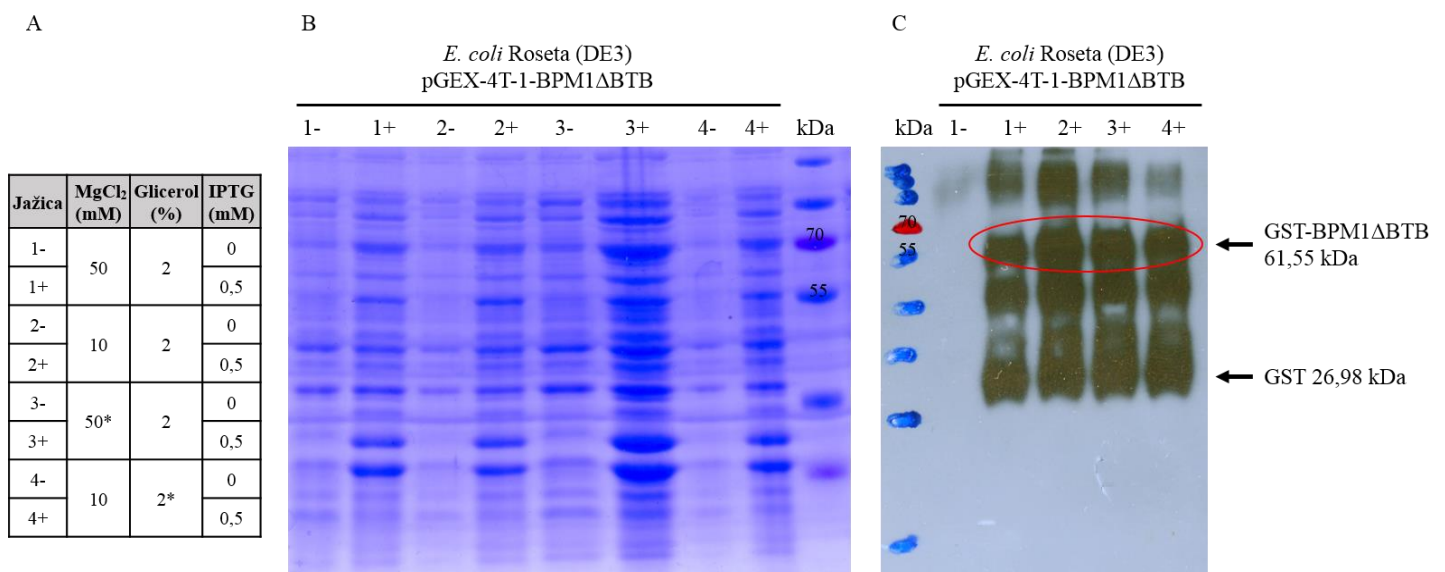 A
Jažica MgCl₂ (mM) Glicerol (%) IPTG (mM)
1- 50 2 0
1+ 0,5
2- 10 2 0
2+ 0,5
3- 50* 2 0
3+ 0,5
4- 10 2* 0
4+ 0,5
B
E. coli Roseta (DE3)
pGEX-4T-1-BPM1ΔBTB
1- 1+ 2- 2+ 3- 3+ 4- 4+ kDa
70
55
C
E. coli Roseta (DE3)
pGEX-4T-1-BPM1ΔBTB
kDa 1- 1+ 2+ 3+ 4+
70
55
GST-BPM1ΔBTB
61,55 kDa
GST 26,98 kDa